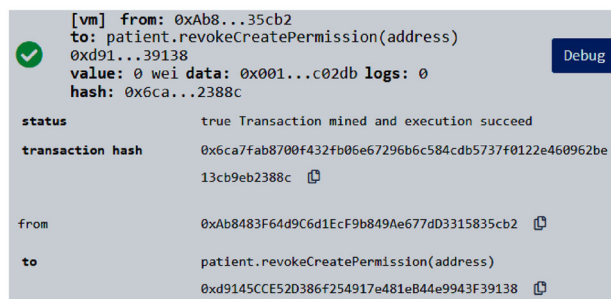 [vm] from: 0xAb8...35cb2
to: patient.revokeCreatePermission(address)
0xd91...39138
value: 0 wei data: 0x001...c02db logs: 0
hash: 0x6ca...2388c
Debug
status true Transaction mined and execution succeed
transaction hash 0x6ca7fab8700f432fb06e67296b6c584cdb5737f0122e460962be
13cb9eb2388c
from 0xAb8483F64d9C6d1EcF9b849Ae677dD3315835cb2
to patient.revokeCreatePermission(address)
0xd9145CCE52D386f254917e481eB44e9943F39138